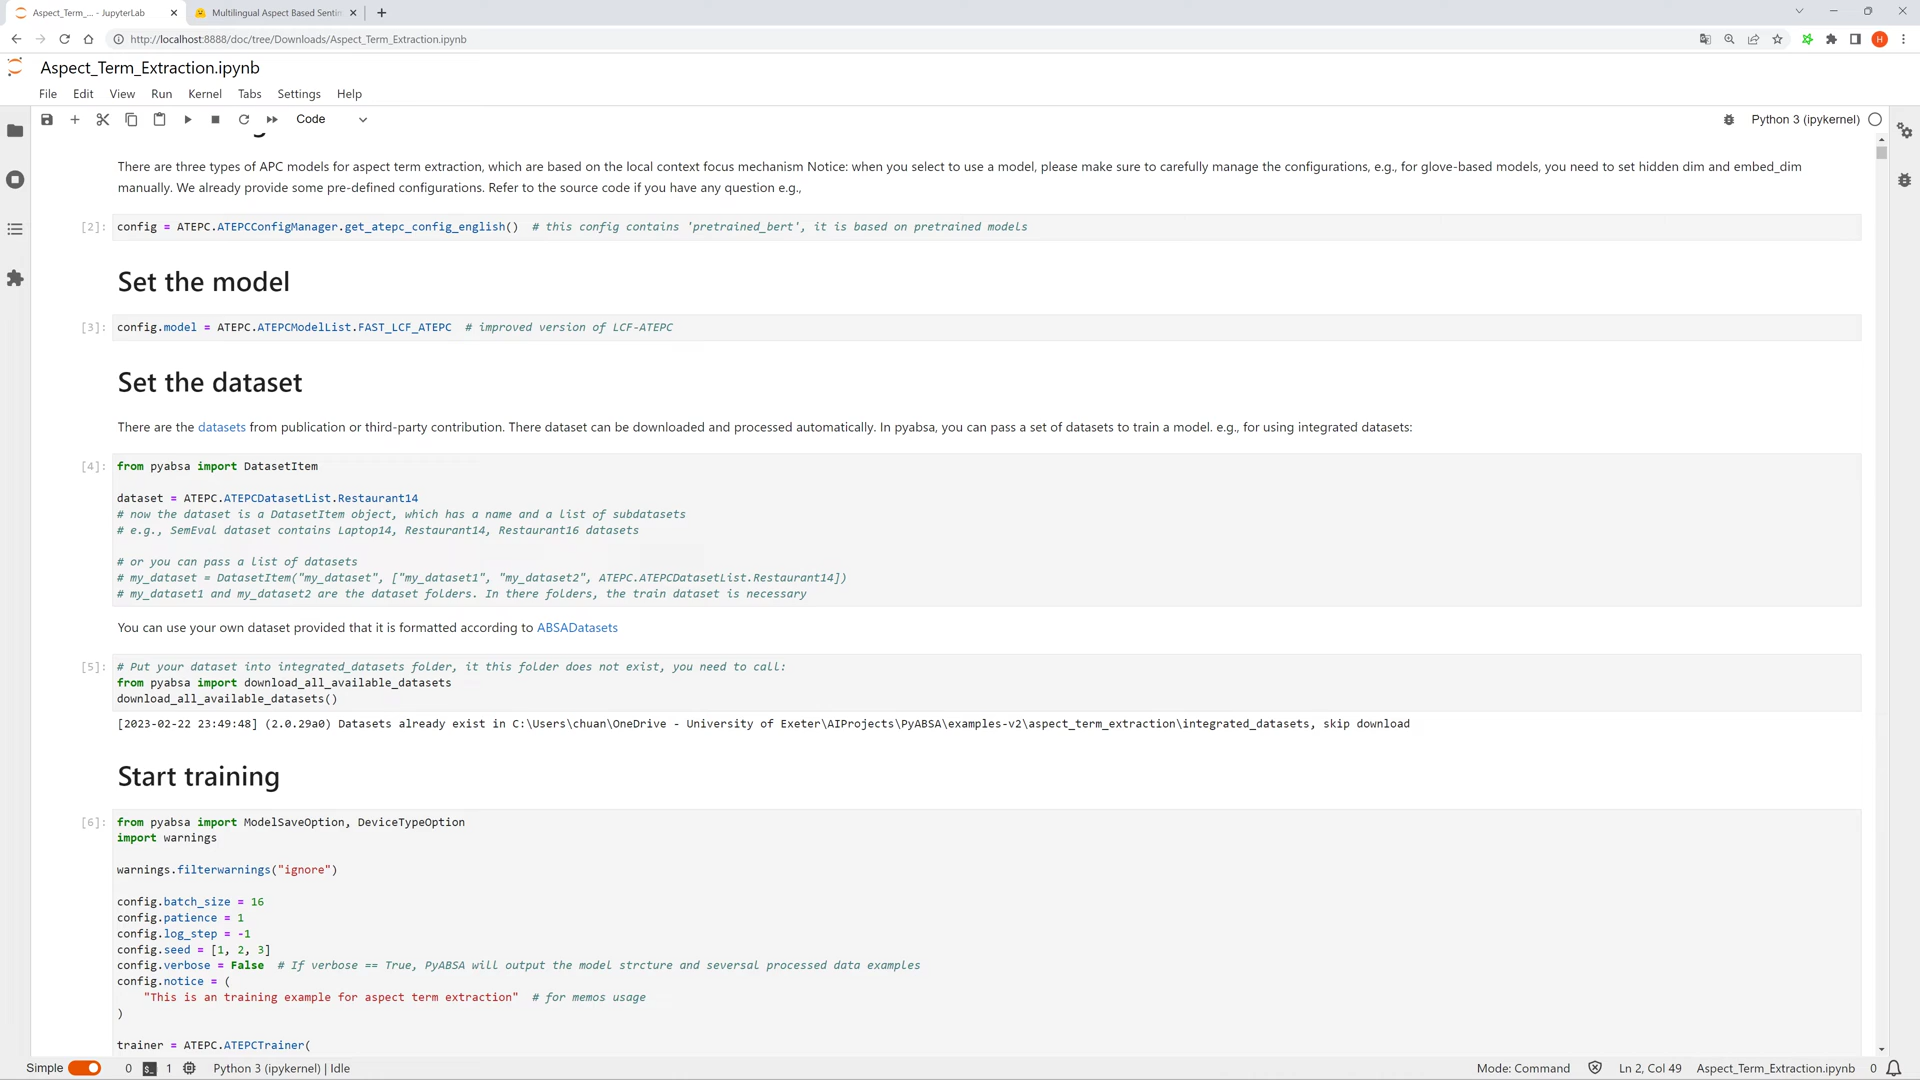 Aspect_Term_... - JupyterLab
Multilingual Aspect Based Sentim
http://localhost:8888/doc/tree/Downloads/Aspect_Term_Extraction.ipynb
H
Aspect_Term_Extraction.ipynb
File Edit View Run Kernel Tabs Settings Help
Code
Python 3 (ipykernel)
There are three types of APC models for aspect term extraction, which are based on the local context focus mechanism Notice: when you select to use a model, please make sure to carefully manage the configurations, e.g., for glove-based models, you need to set hidden dim and embed_dim
manually. We already provide some pre-defined configurations. Refer to the source code if you have any question e.g.,
[2]: config = ATEPC.ATEPCConfigManager.get_atepc_config_english()  # this config contains 'pretrained_bert', it is based on pretrained models
Set the model
[3]: config.model = ATEPC.ATEPCModelList.FAST_LCF_ATEPC  # improved version of LCF-ATEPC
Set the dataset
There are the datasets from publication or third-party contribution. There dataset can be downloaded and processed automatically. In pyabsa, you can pass a set of datasets to train a model. e.g., for using integrated datasets:
[4]: from pyabsa import DatasetItem
dataset = ATEPC.ATEPCDatasetList.Restaurant14
# now the dataset is a DatasetItem object, which has a name and a list of subdatasets
# e.g., SemEval dataset contains Laptop14, Restaurant14, Restaurant16 datasets
# or you can pass a list of datasets
# my_dataset = DatasetItem("my_dataset", ["my_dataset1", "my_dataset2", ATEPC.ATEPCDatasetList.Restaurant14])
# my_dataset1 and my_dataset2 are the dataset folders. In there folders, the train dataset is necessary
You can use your own dataset provided that it is formatted according to ABSADatasets
[5]: # Put your dataset into integrated_datasets folder, it this folder does not exist, you need to call:
from pyabsa import download_all_available_datasets
download_all_available_datasets()
[2023-02-22 23:49:48] (2.0.29a0) Datasets already exist in C:\Users\chuan\OneDrive - University of Exeter\AIProjects\PyABSA\examples-v2\aspect_term_extraction\integrated_datasets, skip download
Start training
[6]: from pyabsa import ModelSaveOption, DeviceTypeOption
import warnings
warnings.filterwarnings("ignore")
config.batch_size = 16
config.patience = 1
config.log_step = -1
config.seed = [1, 2, 3]
config.verbose = False  # If verbose == True, PyABSA will output the model strcture and seversal processed data examples
config.notice = (
"This is an training example for aspect term extraction"  # for memos usage
)
trainer = ATEPC.ATEPCTrainer(
Simple 0 1 Python 3 (ipykernel) | Idle Mode: Command Ln 2, Col 49 Aspect_Term_Extraction.ipynb 0